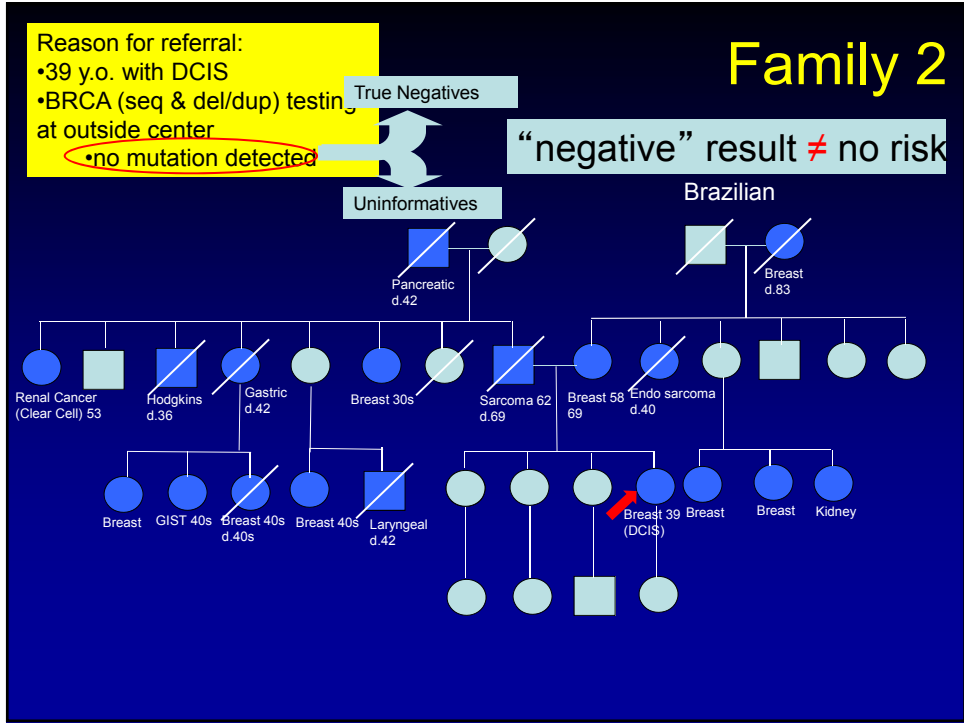 Reason for referral:
•39 y.o. with DCIS
•BRCA (seq & del/dup) testing
at outside center
•no mutation detected
True Negatives
Uninformatives
Family 2
“negative” result ≠ no risk
Brazilian
Pancreatic
d.42
Breast
d.83
Renal Cancer
(Clear Cell) 53
Hodgkins
d.36
Gastric
d.42
Breast 30s
Sarcoma 62
d.69
Breast 58
69
Endo sarcoma
d.40
Breast
GIST 40s
Breast 40s
d.40s
Breast 40s
Laryngeal
d.42
Breast 39
(DCIS)
Breast
Breast
Kidney